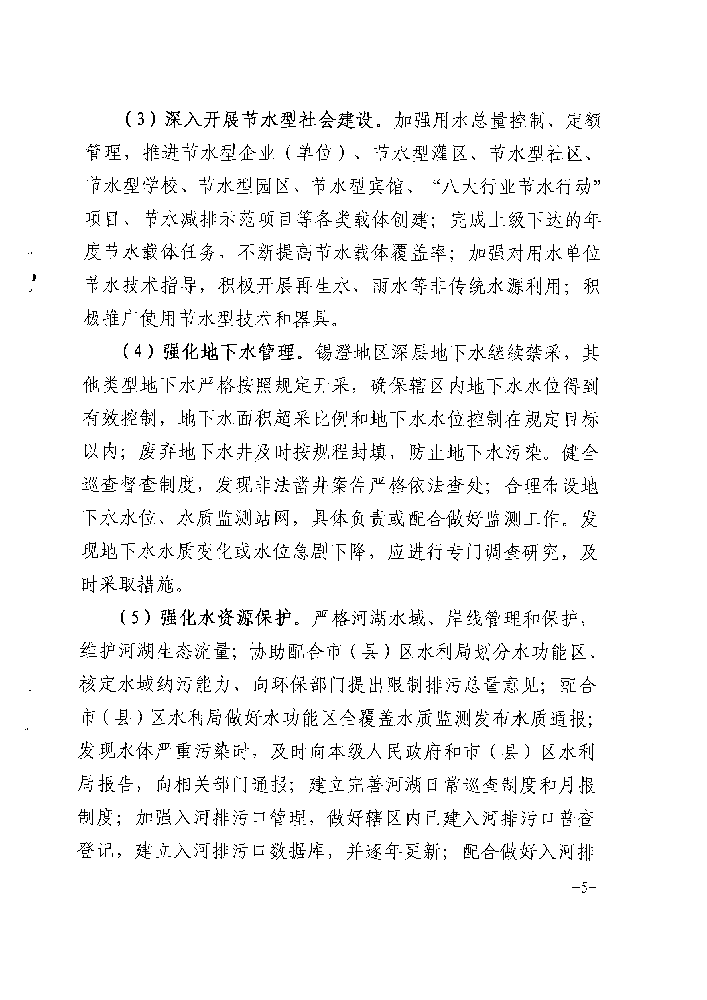 （3）深入开展节水型社会建设。加强用水总量控制、定额
管理，推进节水型企业（单位）、节水型灌区、节水型社区、
节水型学校、节水型园区、节水型宾馆、“八大行业节水行动”
项目、节水减排示范项目等各类载体创建；完成上级下达的年
度节水载体任务，不断提高节水载体覆盖率；加强对用水单位
节水技术指导，积极开展再生水、雨水等非传统水源利用；积
极推广使用节水型技术和器具。
（4）强化地下水管理。锡澄地区深层地下水继续禁采，其
他类型地下水严格按照规定开采，确保辖区内地下水水位得到
有效控制，地下水面积超采比例和地下水水位控制在规定目标
以内；废弃地下水井及时按规程封填，防止地下水污染。健全
巡查督查制度，发现非法凿井案件严格依法查处；合理布设地
下水水位、水质监测站网，具体负责或配合做好监测工作。发
现地下水水质变化或水位急剧下降，应进行专门调查研究，及
时采取措施。
（5）强化水资源保护。严格河湖水域、岸线管理和保护，
维护河湖生态流量；协助配合市（县）区水利局划分水功能区、
核定水域纳污能力、向环保部门提出限制排污总量意见；配合
市（县）区水利局做好水功能区全覆盖水质监测发布水质通报；
发现水体严重污染时，及时向本级人民政府和市（县）区水利
局报告，向相关部门通报；建立完善河湖日常巡查制度和月报
制度；加强入河排污口管理，做好辖区内已建入河排污口普查
登记，建立入河排污口数据库，并逐年更新；配合做好入河排
-5-